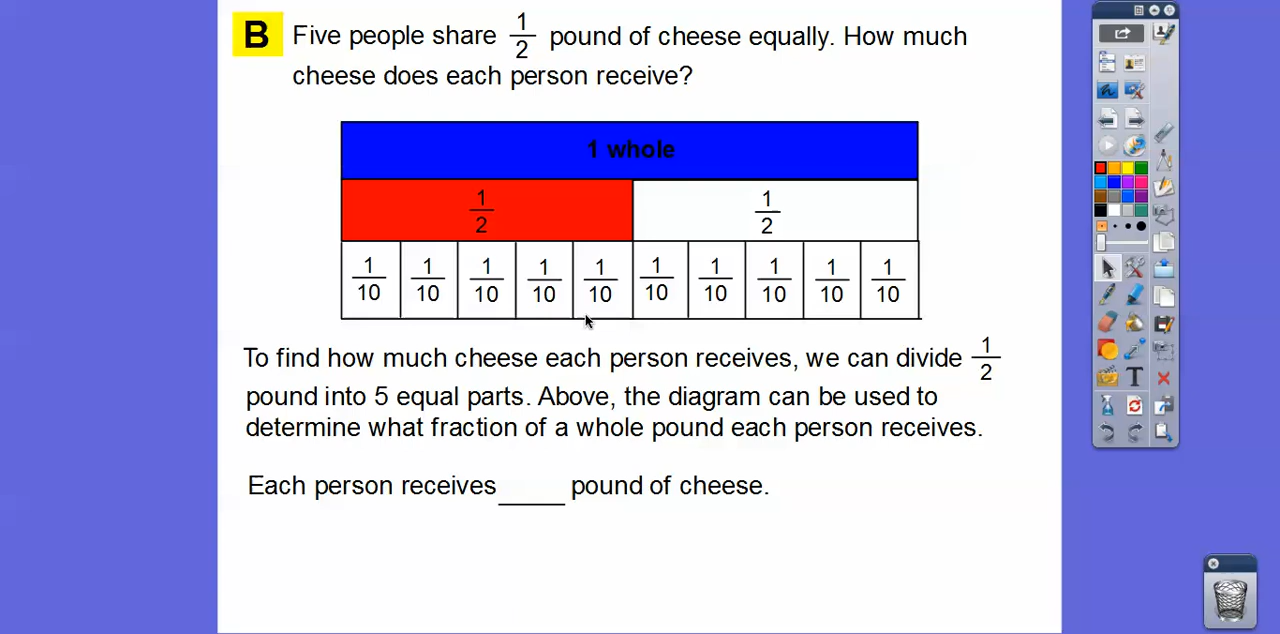 B Five people share 1/2 pound of cheese equally. How much
cheese does each person receive?
1 whole
1/2 1/2
1/10 1/10 1/10 1/10 1/10 1/10 1/10 1/10 1/10 1/10
To find how much cheese each person receives, we can divide 1/2
pound into 5 equal parts. Above, the diagram can be used to
determine what fraction of a whole pound each person receives.
Each person receives_____ pound of cheese.
T